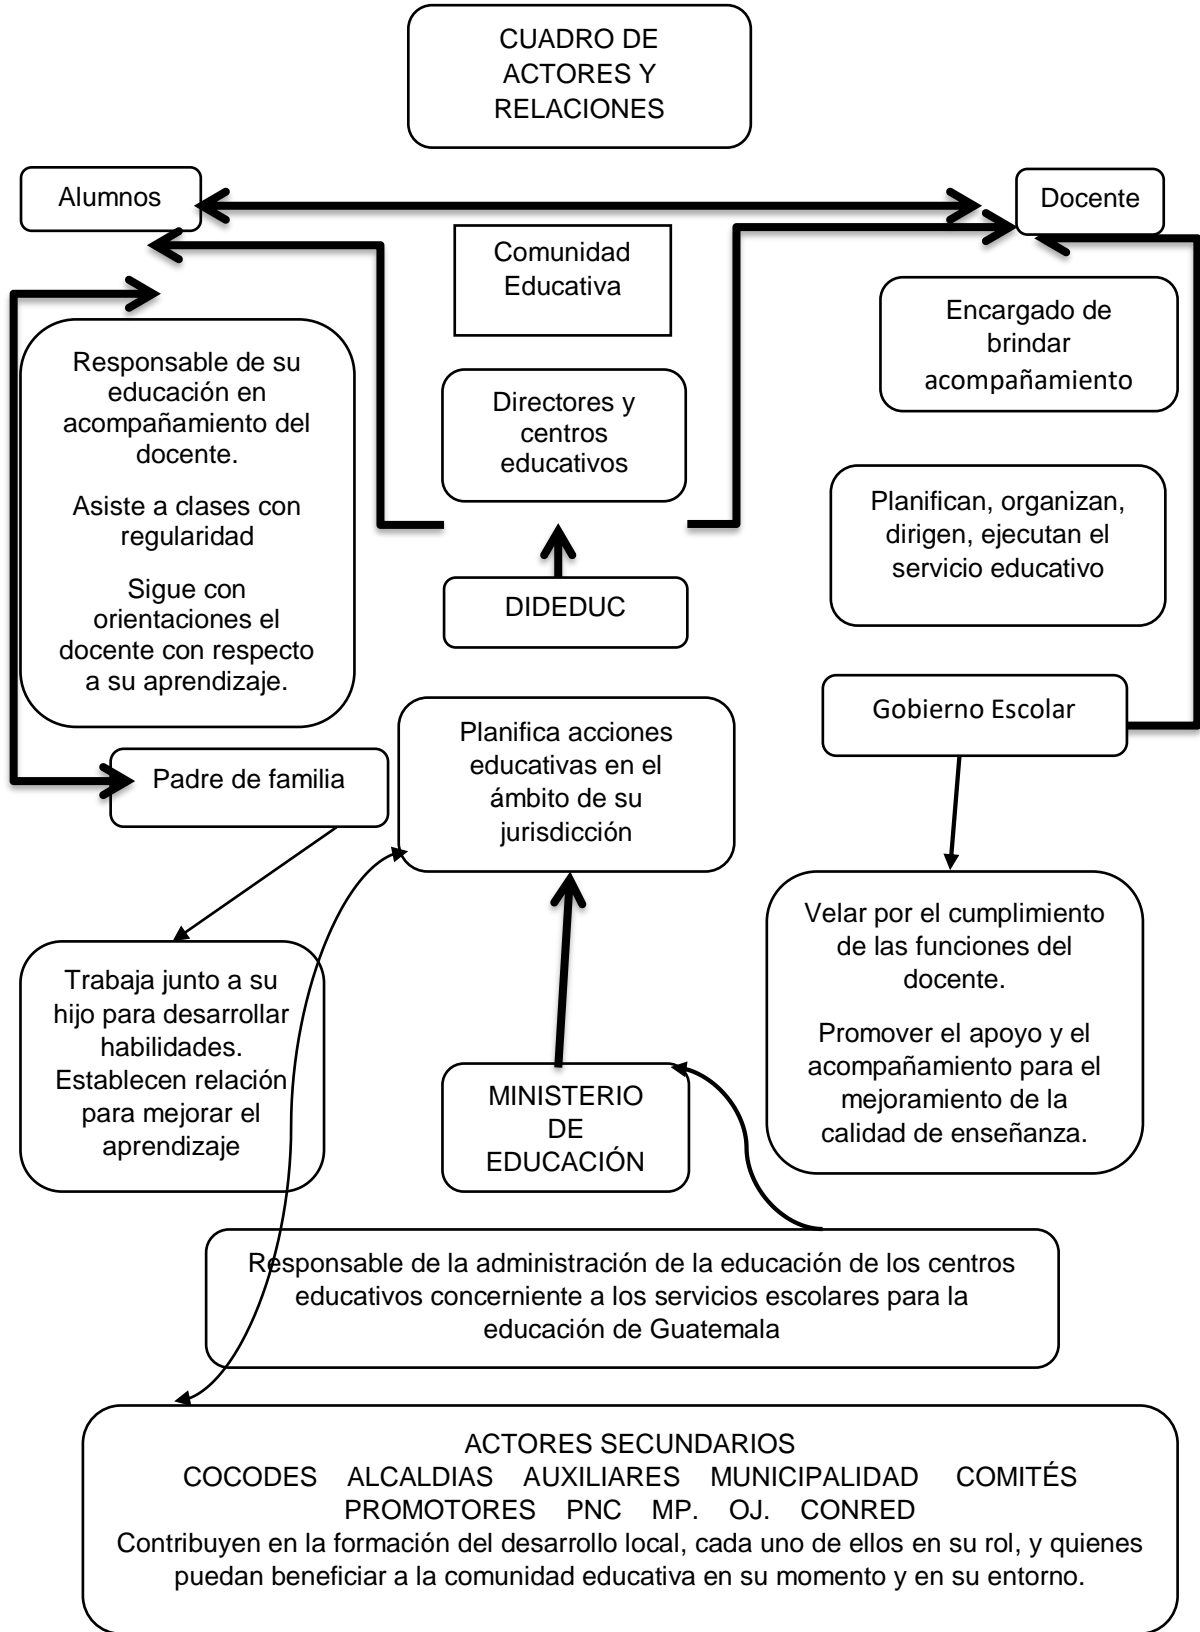 CUADRO DE
ACTORES Y
RELACIONES
Alumnos
Docente
Comunidad
Educativa
Encargado de
brindar
acompañamiento
Responsable de su
educación en
acompañamiento del
docente.
Asiste a clases con
regularidad
Sigue con
orientaciones el
docente con respecto
a su aprendizaje.
Directores y
centros
educativos
Planifican, organizan,
dirigen, ejecutan el
servicio educativo
DIDEDUC
Gobierno Escolar
Planifica acciones
educativas en el
ámbito de su
jurisdicción
Padre de familia
Velar por el cumplimiento
de las funciones del
docente.
Promover el apoyo y el
acompañamiento para el
mejoramiento de la
calidad de enseñanza.
Trabaja junto a su
hijo para desarrollar
habilidades.
Establecen relación
para mejorar el
aprendizaje
MINISTERIO
DE
EDUCACIÓN
Responsable de la administración de la educación de los centros
educativos concerniente a los servicios escolares para la
educación de Guatemala
ACTORES SECUNDARIOS
COCODES ALCALDIAS AUXILIARES MUNICIPALIDAD COMITÉS
PROMOTORES PNC MP. OJ. CONRED
Contribuyen en la formación del desarrollo local, cada uno de ellos en su rol, y quienes
puedan beneficiar a la comunidad educativa en su momento y en su entorno.